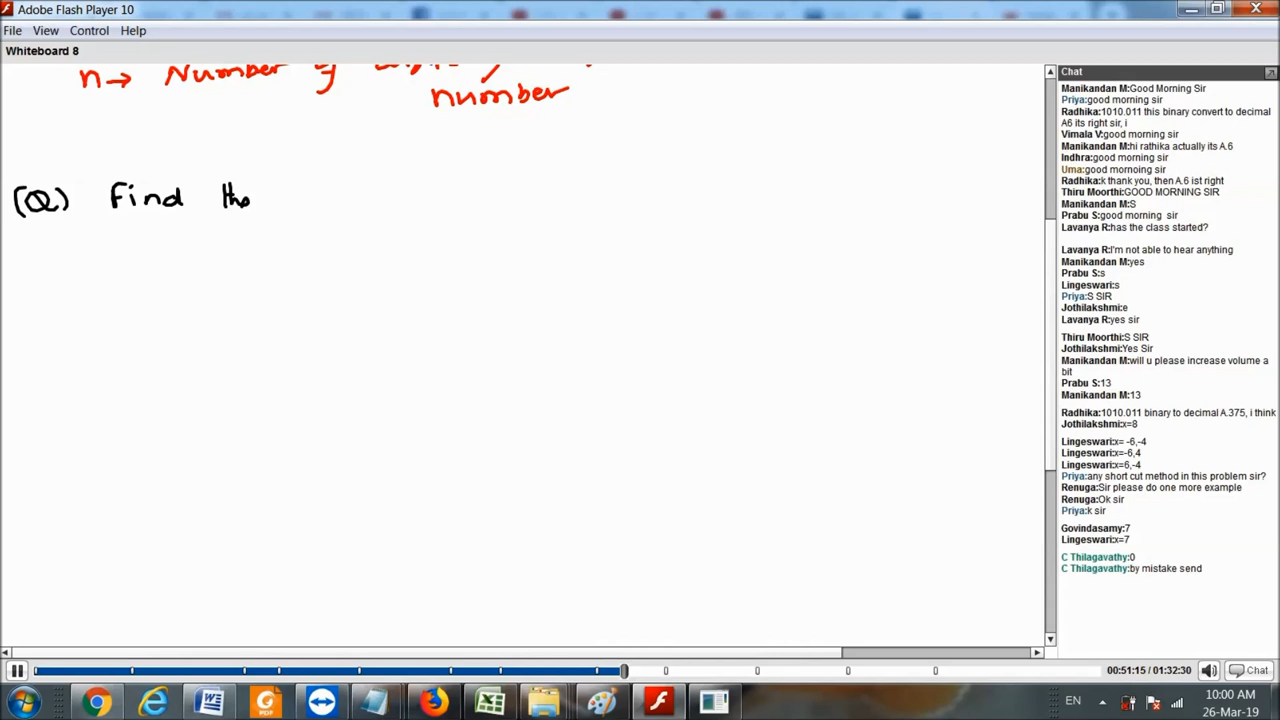 Adobe Flash Player 10
File View Control Help
Whiteboard 8
n → Number of
number
(Q) Find the
Chat
Manikandan M:Good Morning Sir
Priya:good morning sir
Radhika:1010.011 this binary convert to decimal
A6 its right sir, i
Vimala V:good morning sir
Manikandan M:hi rathika actually its A.6
Indhra:good morning sir
Uma:good mornoing sir
Radhika:k thank you, then A.6 ist right
Thiru Moorthi:GOOD MORNING SIR
Manikandan M:S
Prabu S:good morning sir
Lavanya R:has the class started?
Lavanya R:I'm not able to hear anything
Manikandan M:yes
Prabu S:s
Lingeswari:s
Priya:S SIR
Jothilakshmi:e
Lavanya R:yes sir
Thiru Moorthi:S SIR
Jothilakshmi:Yes Sir
Manikandan M:will u please increase volume a
bit
Prabu S:13
Manikandan M:13
Radhika:1010.011 binary to decimal A.375, i think
Jothilakshmi:x=8
Lingeswari:x= -6,-4
Lingeswari:x=-6,4
Lingeswari:x=6,-4
Priya:any short cut method in this problem sir?
Renuga:Sir please do one more example
Renuga:Ok sir
Priya:k sir
Govindasamy:7
Lingeswari:x=7
C Thilagavathy:0
C Thilagavathy:by mistake send
00:51:15 / 01:32:30 Chat
EN 10:00 AM
26-Mar-19